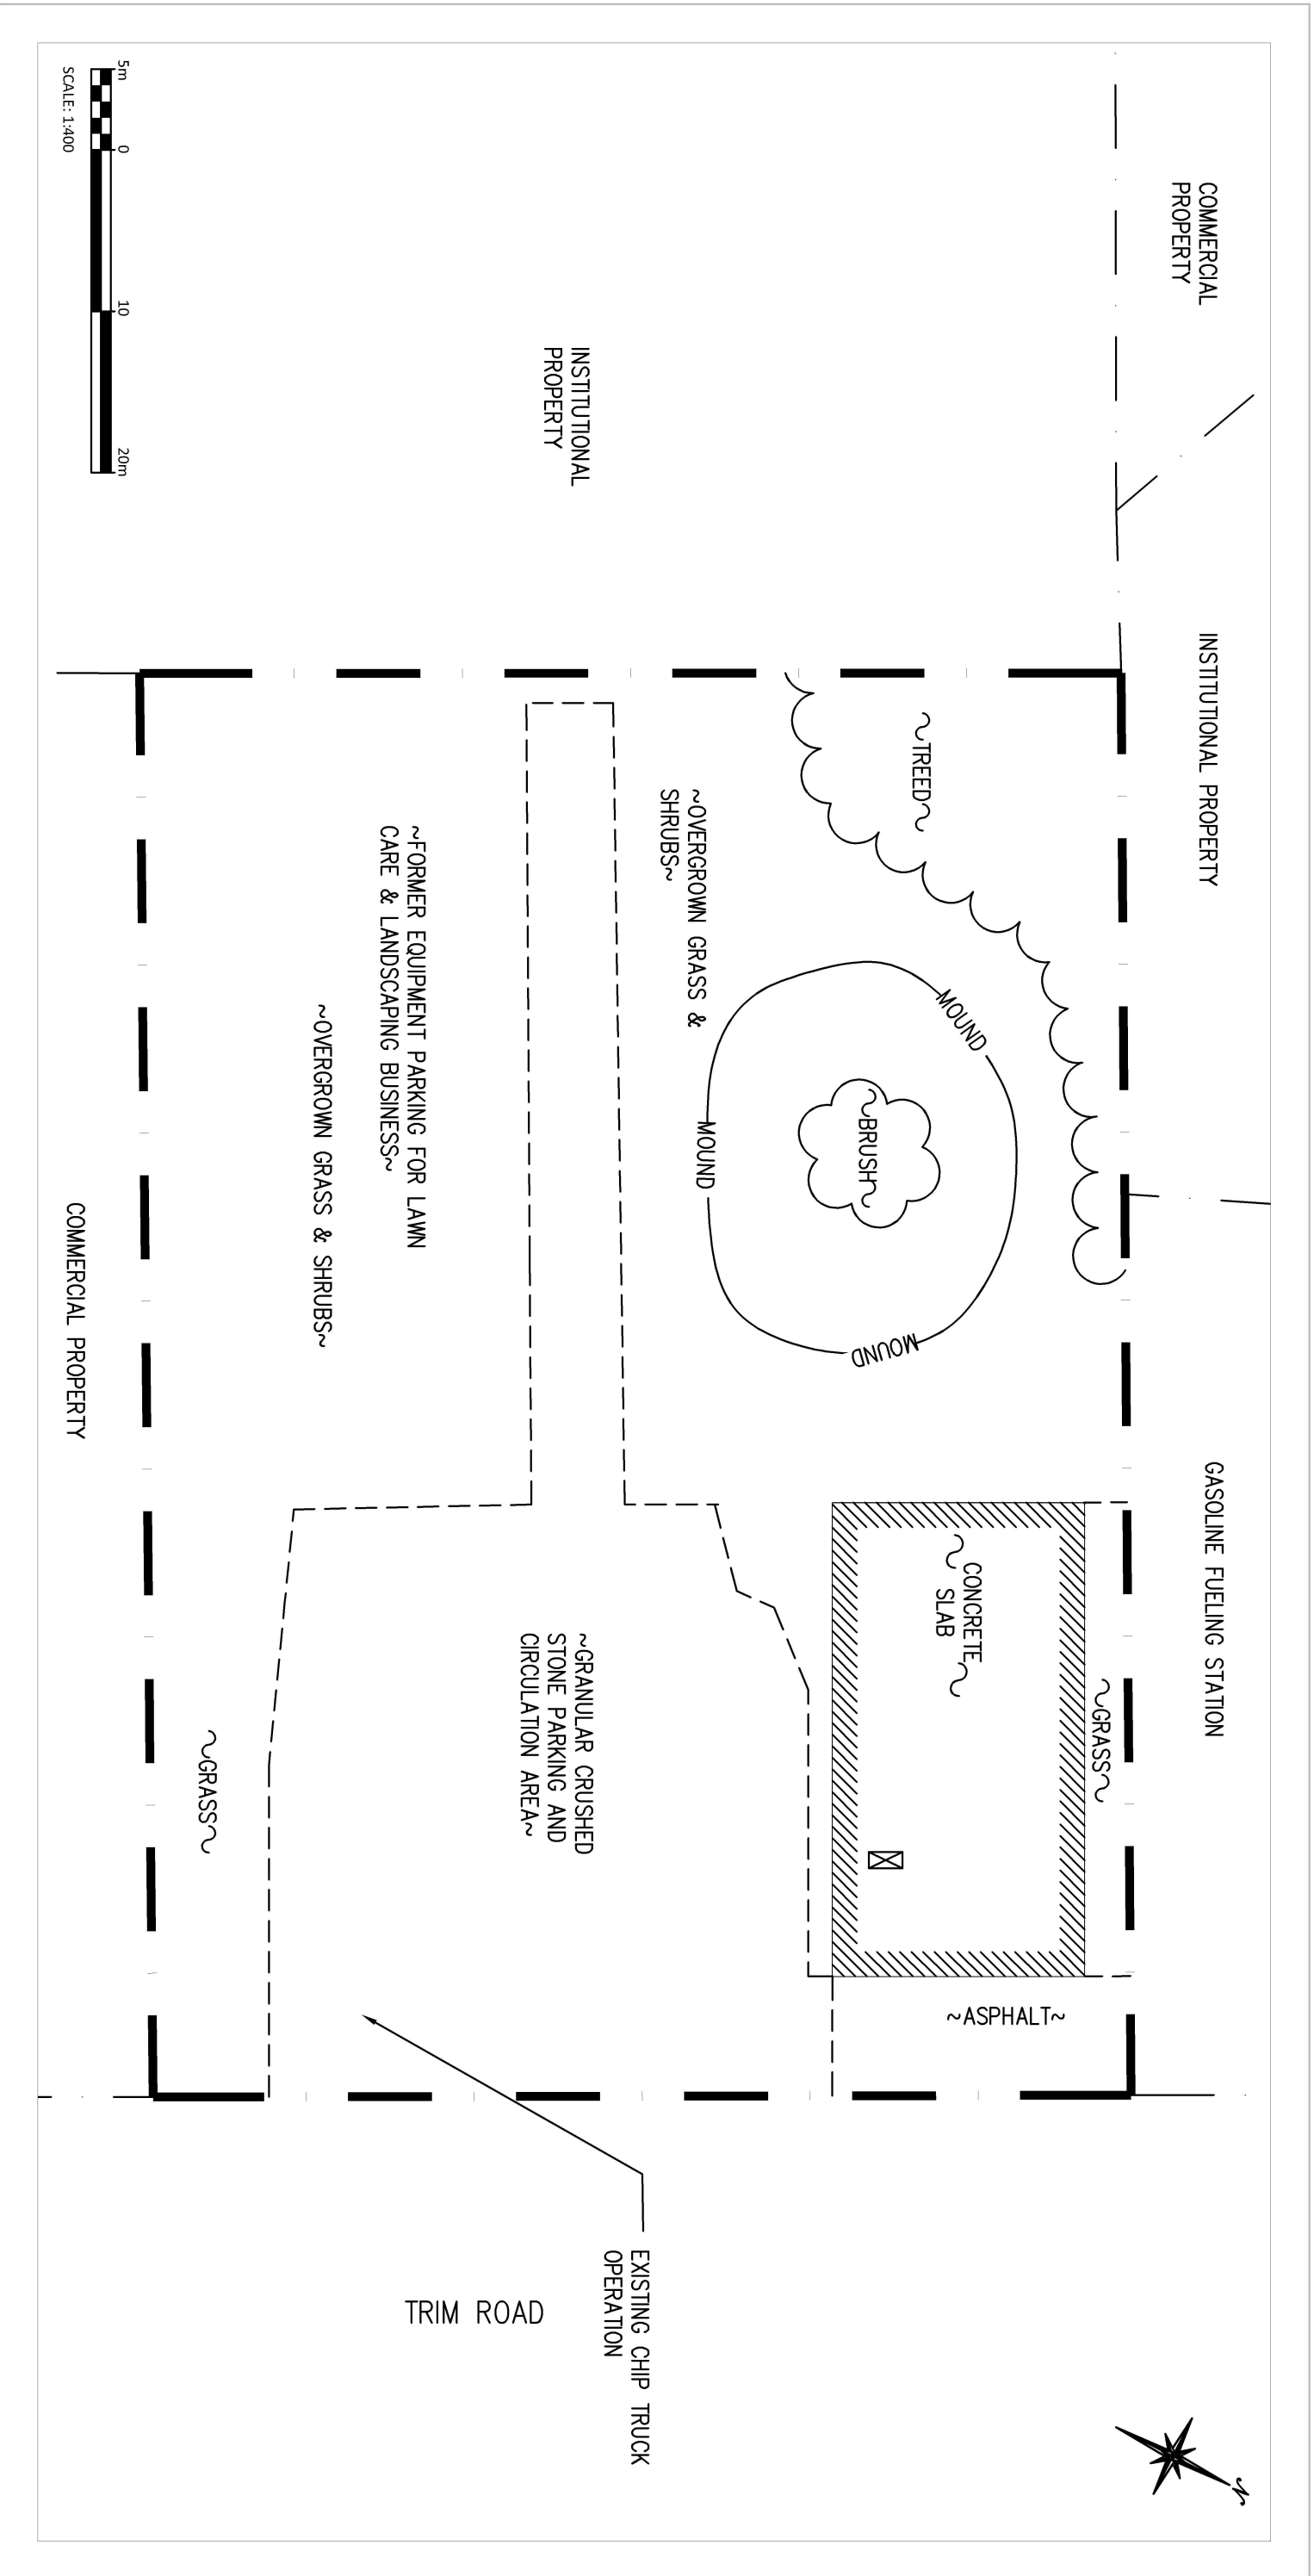 COMMERCIAL
PROPERTY
INSTITUTIONAL PROPERTY
GASOLINE FUELING STATION
N
~TREED~
MOUND
~BRUSH~
MOUND
MOUND
~OVERGROWN GRASS &
SHRUBS~
~GRASS~
~CONCRETE
SLAB~
~ASPHALT~
INSTITUTIONAL
PROPERTY
~GRANULAR CRUSHED
STONE PARKING AND
CIRCULATION AREA~
EXISTING CHIP TRUCK
OPERATION
TRIM ROAD
~FORMER EQUIPMENT PARKING FOR LAWN
CARE & LANDSCAPING BUSINESS~
~OVERGROWN GRASS & SHRUBS~
~GRASS~
COMMERCIAL PROPERTY
5m 0 10 20m
SCALE: 1:400